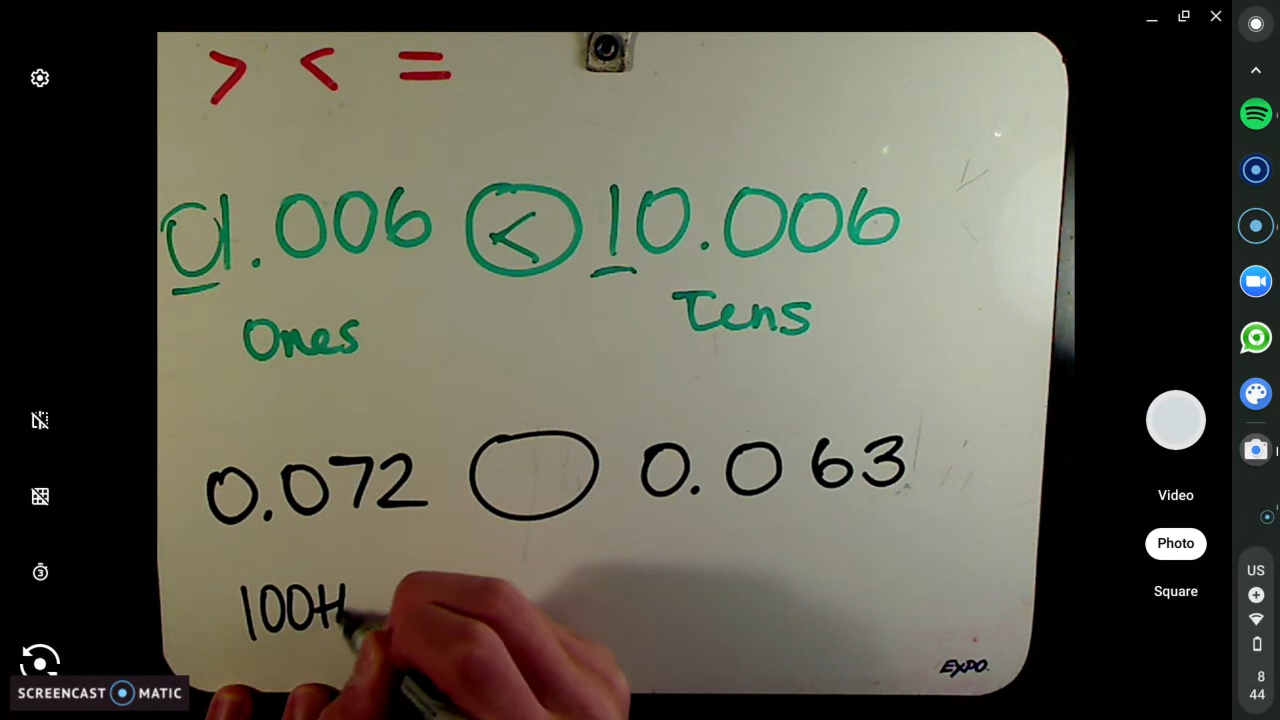 > < =
01.006 < 10.006
Ones Tens
0.072 0.063
100H
EXPO
Video
Photo
Square
US
8
44
SCREENCAST MATIC